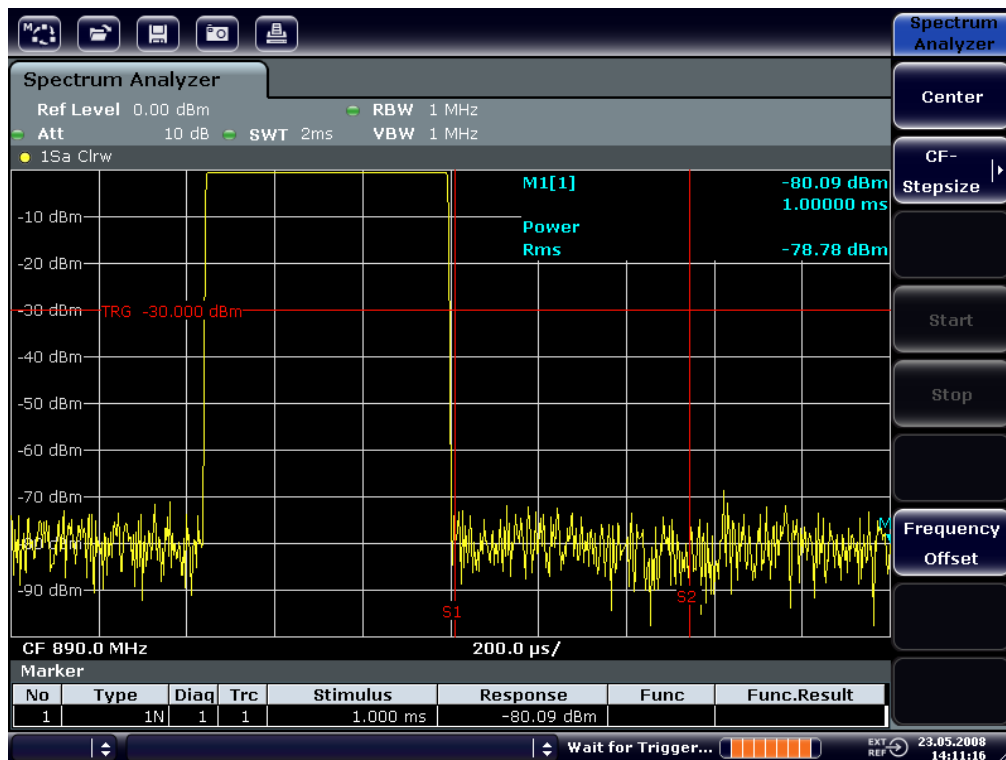 Spectrum Analyzer
Spectrum Analyzer
Ref Level 0.00 dBm RBW 1 MHz
Att 10 dB SWT 2ms VBW 1 MHz
1Sa Clrw
M1[1] -80.09 dBm
1.00000 ms
Power
Rms -78.78 dBm
-10 dBm
-20 dBm
-30 dBm
TRG -30.000 dBm
-40 dBm
-50 dBm
-60 dBm
-70 dBm
-80 dBm
-90 dBm
S1
S2
CF 890.0 MHz 200.0 µs/
Marker
No Type Diag Trc Stimulus Response Func Func.Result
1 1N 1 1 1.000 ms -80.09 dBm
Center
CF-
Stepsize
Start
Stop
Frequency
Offset
Wait for Trigger...
EXT
REF
23.05.2008
14:11:16